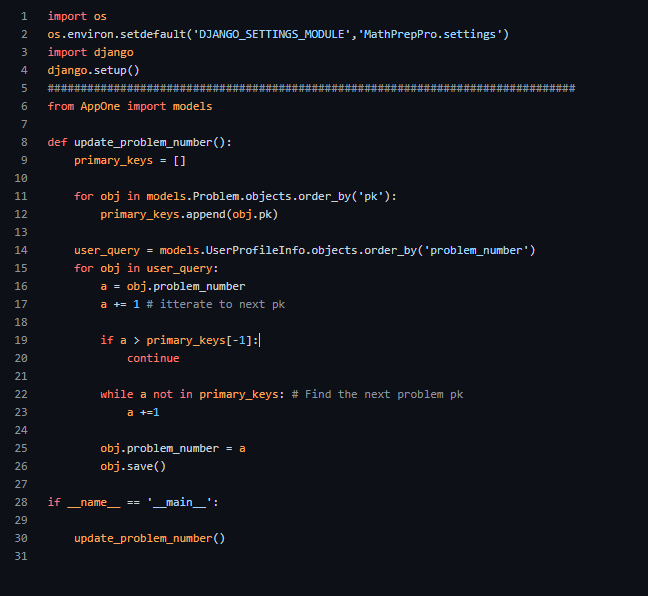 1 import os
2 os.environ.setdefault('DJANGO_SETTINGS_MODULE','MathPrepPro.settings')
3 import django
4 django.setup()
5 ################################################################################
6 from AppOne import models
7
8 def update_problem_number():
9     primary_keys = []
10
11     for obj in models.Problem.objects.order_by('pk'):
12         primary_keys.append(obj.pk)
13
14     user_query = models.UserProfileInfo.objects.order_by('problem_number')
15     for obj in user_query:
16         a = obj.problem_number
17         a += 1 # itterate to next pk
18
19         if a > primary_keys[-1]:
20             continue
21
22         while a not in primary_keys: # Find the next problem pk
23             a +=1
24
25         obj.problem_number = a
26         obj.save()
27
28 if __name__ == '__main__':
29
30     update_problem_number()
31